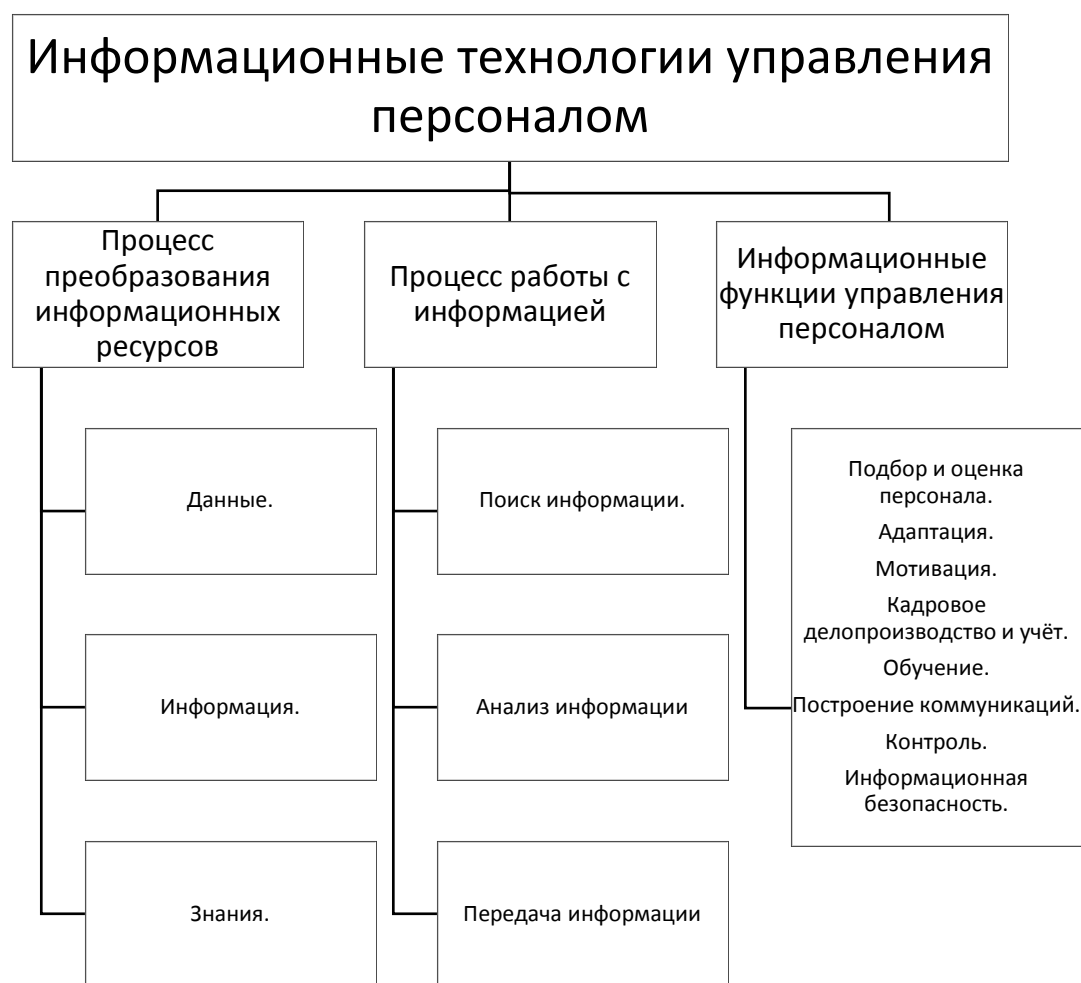 Информационные технологии управления
персоналом
Процесс
преобразования
информационных
ресурсов
Данные.
Информация.
Знания.
Процесс работы с
информацией
Поиск информации.
Анализ информации
Передача информации
Информационные
функции управления
персоналом
Подбор и оценка
персонала.
Адаптация.
Мотивация.
Кадровое
делопроизводство и учёт.
Обучение.
Построение коммуникаций.
Контроль.
Информационная
безопасность.